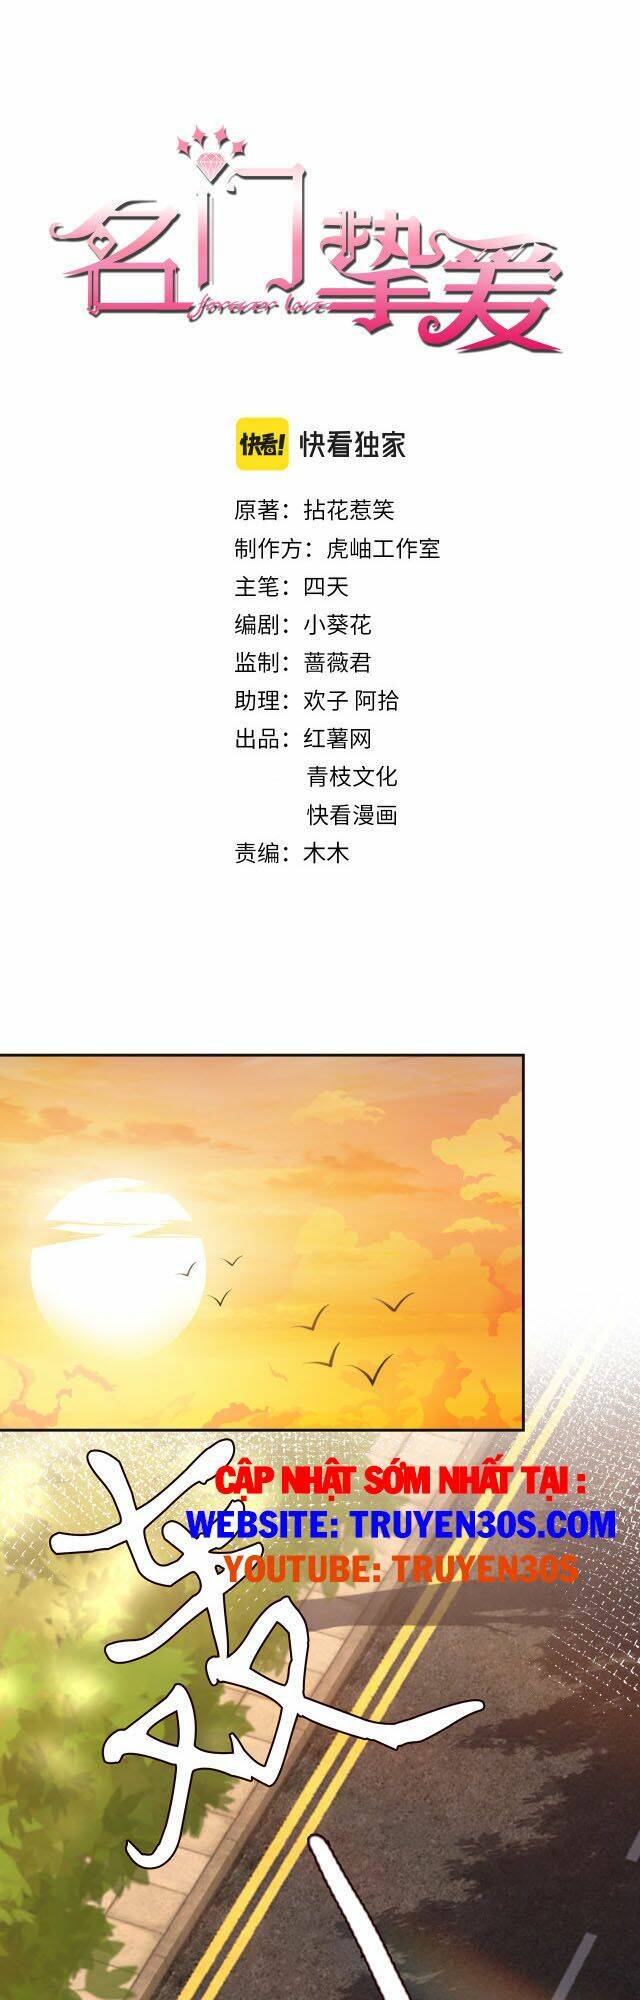 名门挚爱
forever love
快看! 快看独家
原著：拈花惹笑
制作方：虎岫工作室
主笔：四天
编剧：小葵花
监制：蔷薇君
助理：欢子 阿拾
出品：红薯网
青枝文化
快看漫画
责编：木木
CẬP NHẬT SỚM NHẤT TẠI :
WEBSITE: TRUYEN30S.COM
YOUTUBE: TRUYEN30S